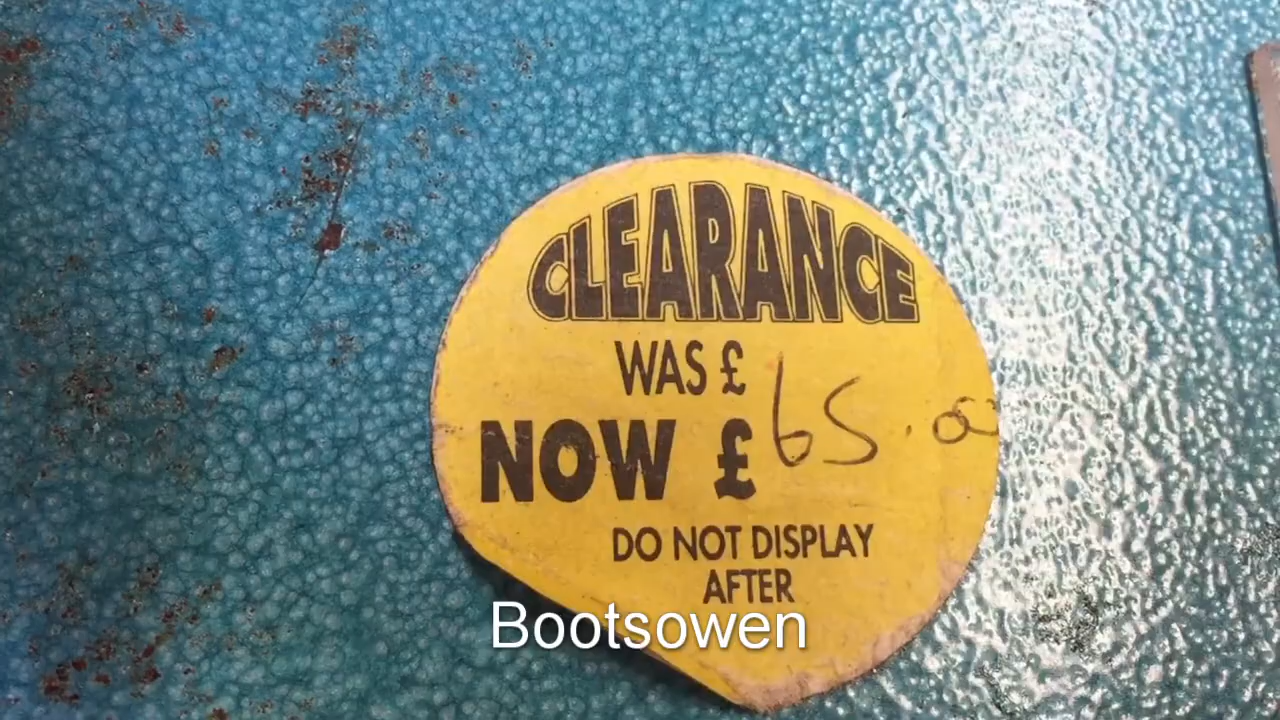 CLEARANCE
WAS £
NOW £ 65.00
DO NOT DISPLAY
AFTER
Bootsowen